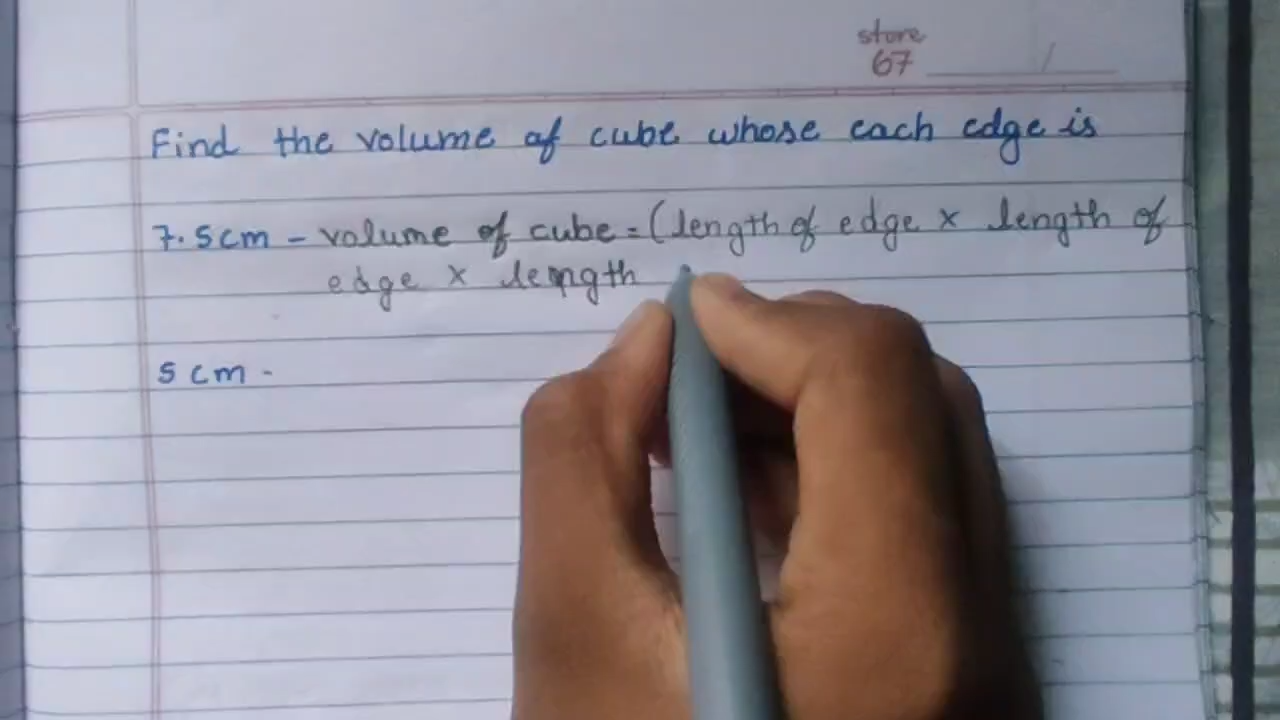 store
67
Find the volume of cube whose each edge is
7.5cm - volume of cube = (length of edge × length of
edge × length
5 cm -